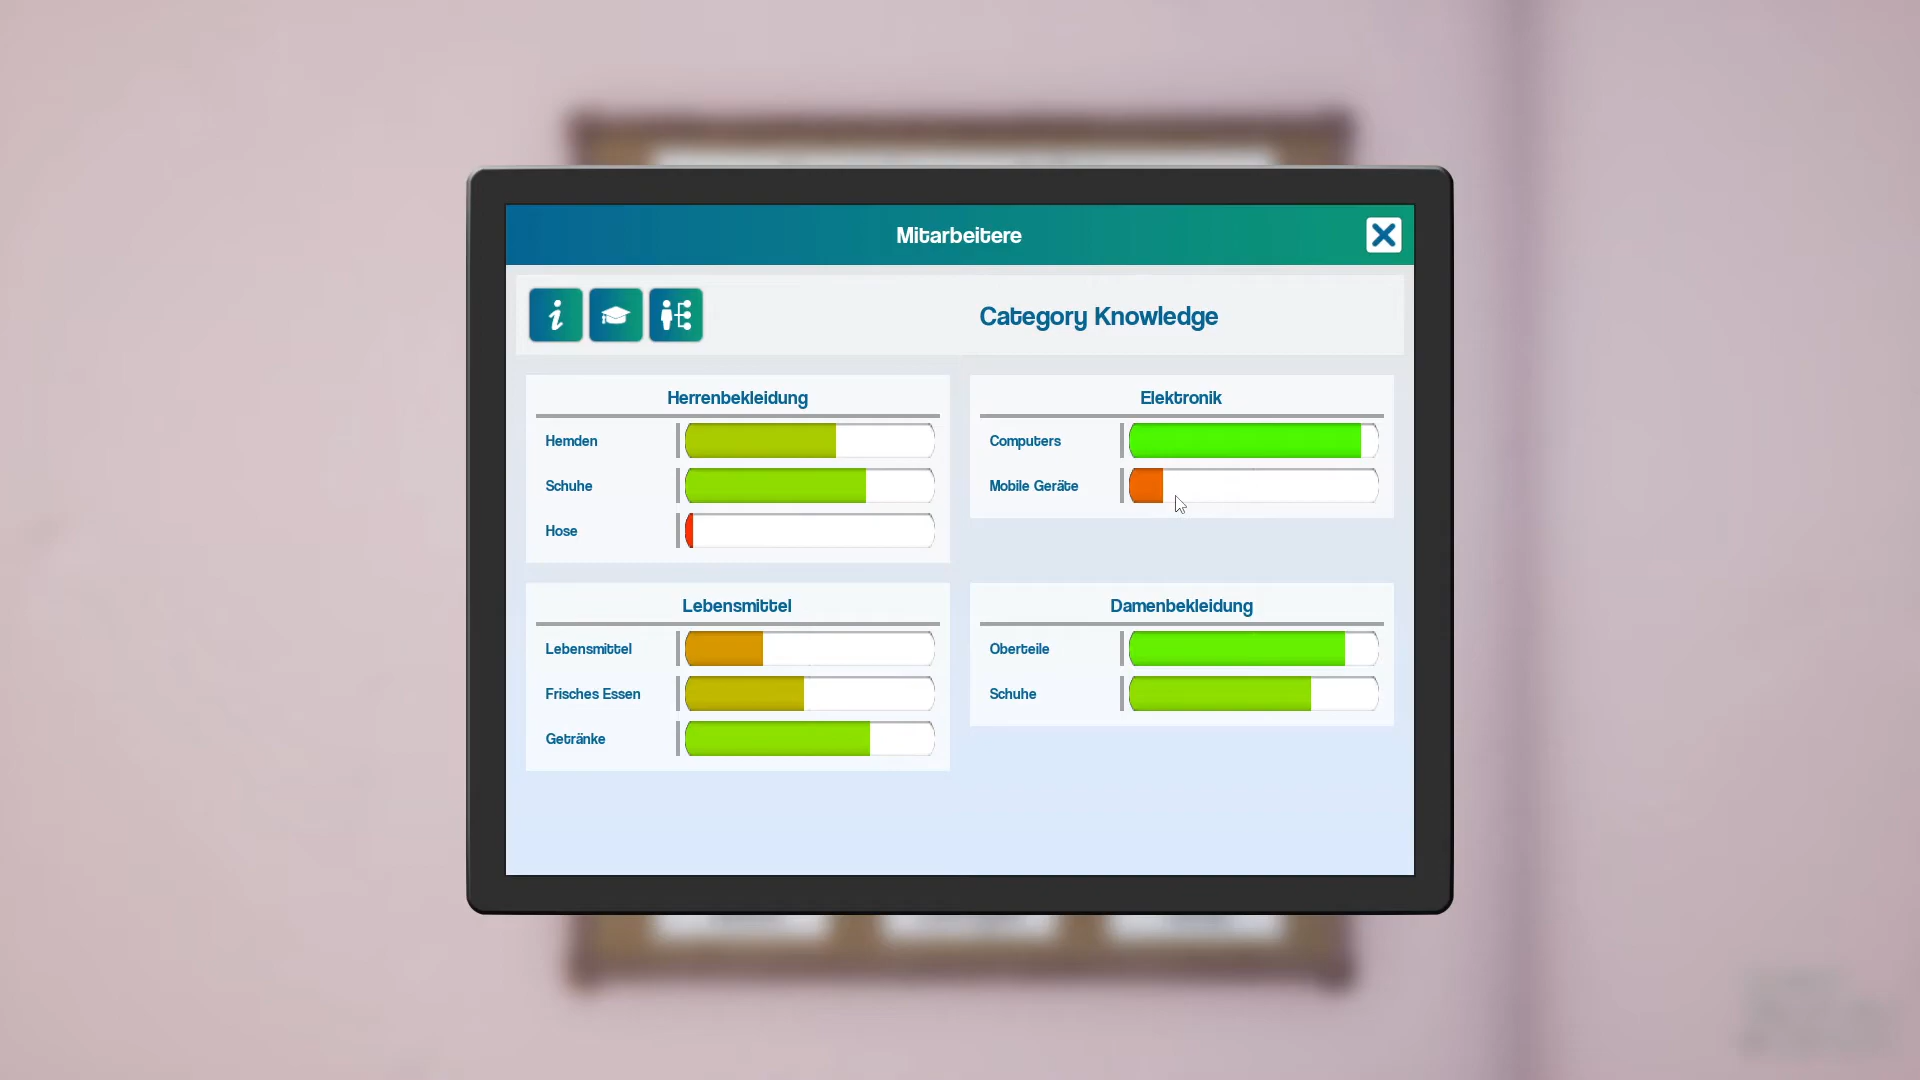 Mitarbeitere
Category Knowledge
Herrenbekleidung
Hemden
Schuhe
Hose
Elektronik
Computers
Mobile Geräte
Lebensmittel
Lebensmittel
Frisches Essen
Getränke
Damenbekleidung
Oberteile
Schuhe